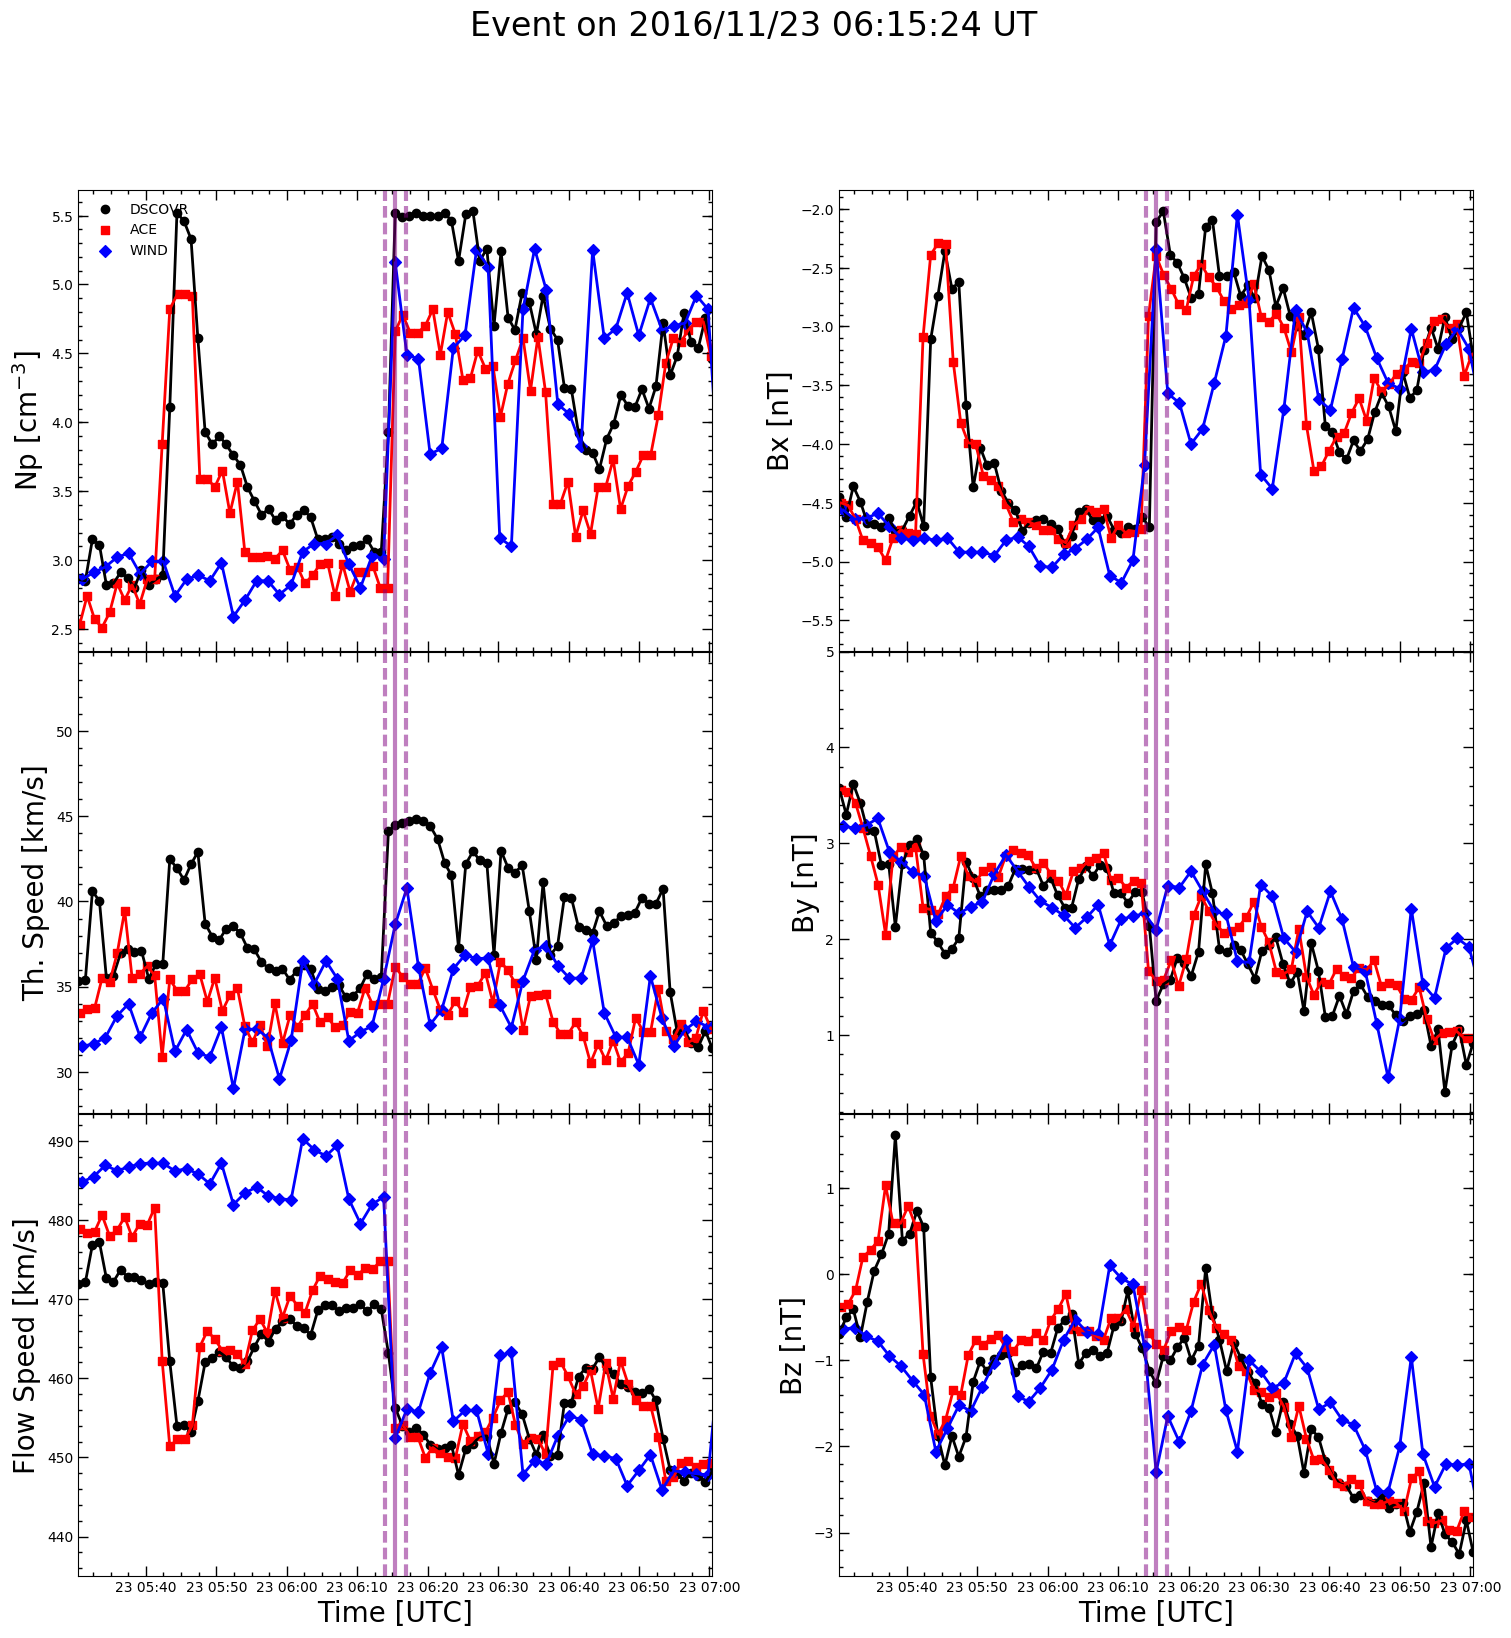 Event on 2016/11/23 06:15:24 UT
DSCOVR
ACE
WIND
Np [cm⁻³]
5.5
5.0
4.5
4.0
3.5
3.0
2.5
Th. Speed [km/s]
50
45
40
35
30
Flow Speed [km/s]
490
480
470
460
450
440
23 05:40 23 05:50 23 06:00 23 06:10 23 06:20 23 06:30 23 06:40 23 06:50 23 07:00
Time [UTC]
Bx [nT]
−2.0
−2.5
−3.0
−3.5
−4.0
−4.5
−5.0
−5.5
By [nT]
5
4
3
2
1
Bz [nT]
1
0
−1
−2
−3
23 05:40 23 05:50 23 06:00 23 06:10 23 06:20 23 06:30 23 06:40 23 06:50 23 07:00
Time [UTC]